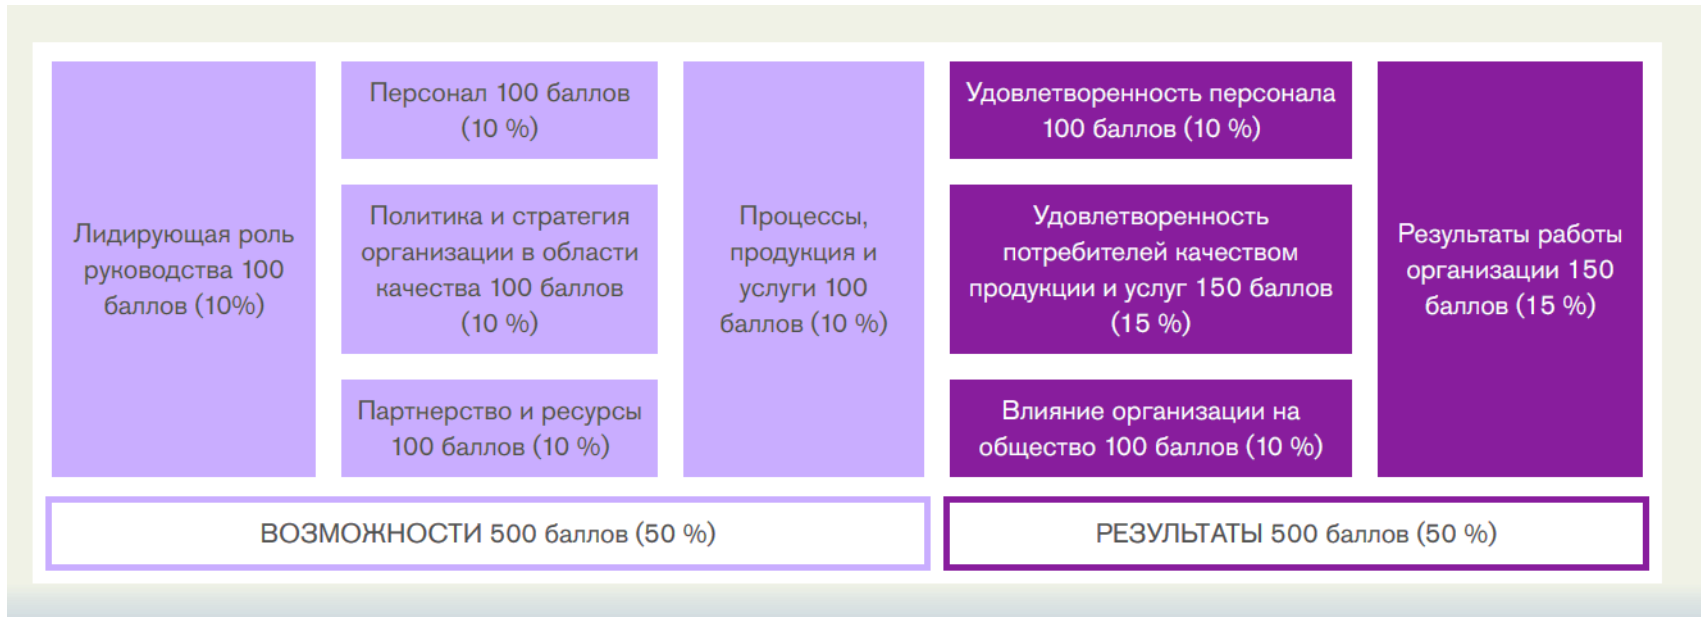 Лидирующая роль
руководства 100
баллов (10%)
Персонал 100 баллов
(10 %)
Политика и стратегия
организации в области
качества 100 баллов
(10 %)
Партнерство и ресурсы
100 баллов (10 %)
Процессы,
продукция и
услуги 100
баллов (10 %)
ВОЗМОЖНОСТИ 500 баллов (50 %)
Удовлетворенность персонала
100 баллов (10 %)
Удовлетворенность
потребителей качеством
продукции и услуг 150 баллов
(15 %)
Влияние организации на
общество 100 баллов (10 %)
Результаты работы
организации 150
баллов (15 %)
РЕЗУЛЬТАТЫ 500 баллов (50 %)